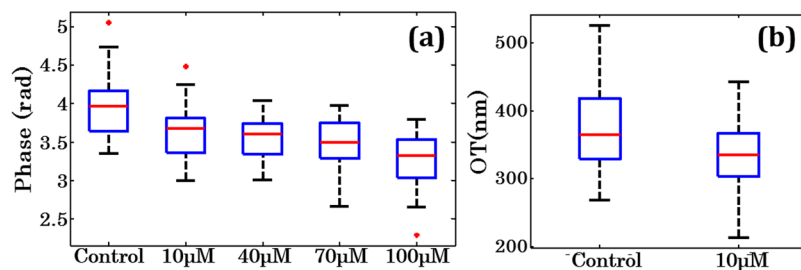 (a)
Phase (rad)
5
4.5
4
3.5
3
2.5
Control 10µM 40µM 70µM 100µM
(b)
OT(nm)
500
400
300
200
Control 10µM